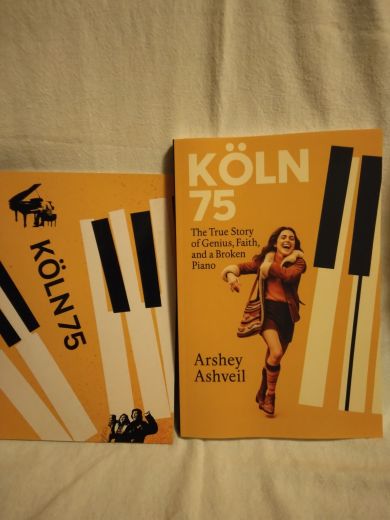 KÖLN 75
KÖLN
75
The True Story
of Genius, Faith,
and a Broken
Piano
Arshey
Ashveil